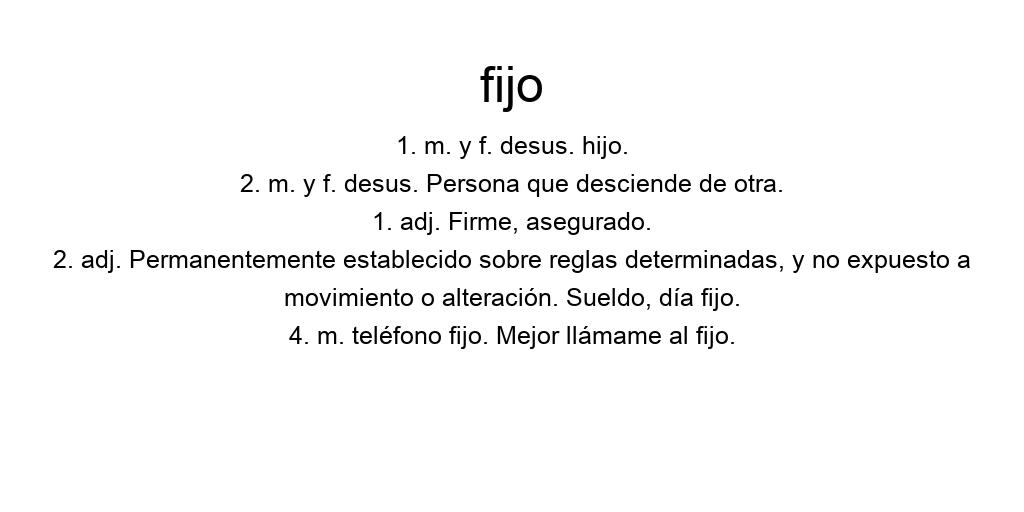 fijo
1. m. y f. desus. hijo.
2. m. y f. desus. Persona que desciende de otra.
1. adj. Firme, asegurado.
2. adj. Permanentemente establecido sobre reglas determinadas, y no expuesto a
movimiento o alteración. Sueldo, día fijo.
4. m. teléfono fijo. Mejor llámame al fijo.